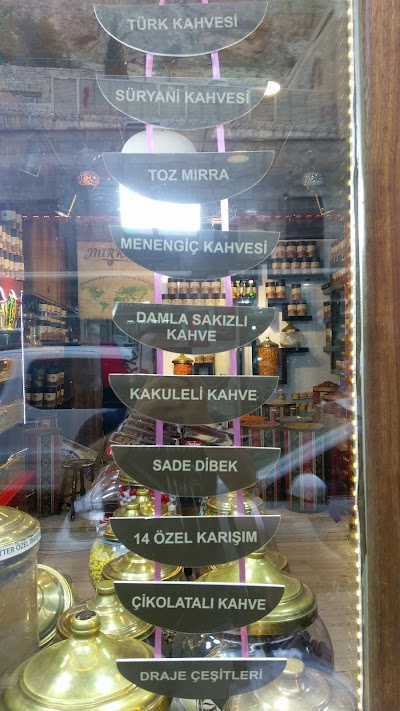 TÜRK KAHVESİ
SÜRYANİ KAHVESİ
TOZ MIRRA
MENENGİÇ KAHVESİ
DAMLA SAKIZLI
KAHVE
KAKULELİ KAHVE
SADE DİBEK
14 ÖZEL KARIŞIM
ÇİKOLATALI KAHVE
DRAJE ÇEŞİTLERİ